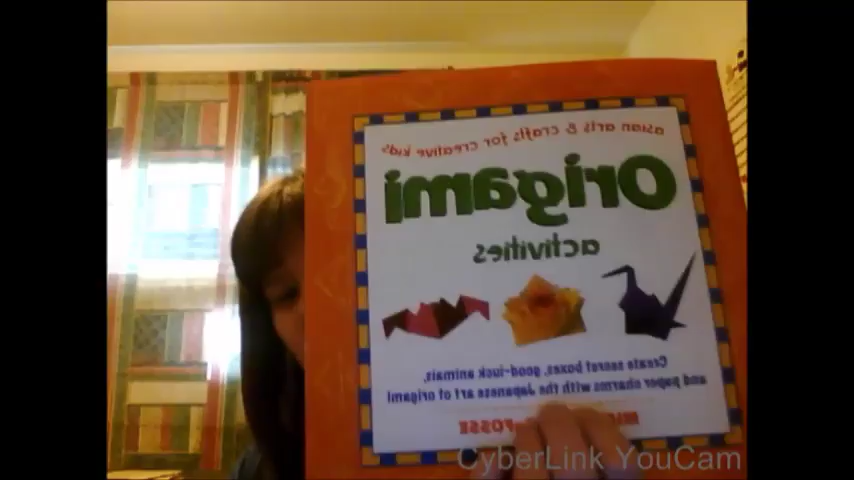 asian arts & crafts for creative kids
Origami
activities
Create secret boxes, good-luck animals,
and paper charms with the Japanese art of origami
FOSSE
CyberLink YouCam